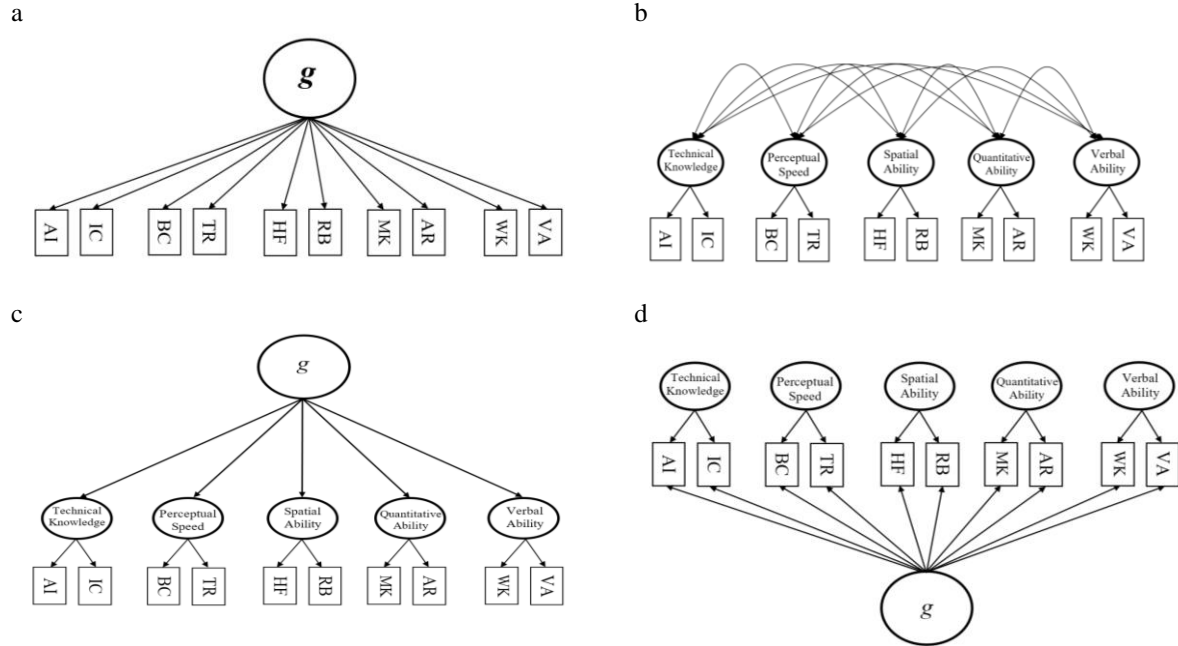 a
g
AI IC BC TR HF RB MK AR WK VA
b
Technical
Knowledge
Perceptual
Speed
Spatial
Ability
Quantitative
Ability
Verbal
Ability
AI IC BC TR HF RB MK AR WK VA
c
g
Technical
Knowledge
Perceptual
Speed
Spatial
Ability
Quantitative
Ability
Verbal
Ability
AI IC BC TR HF RB MK AR WK VA
d
Technical
Knowledge
Perceptual
Speed
Spatial
Ability
Quantitative
Ability
Verbal
Ability
AI IC BC TR HF RB MK AR WK VA
g